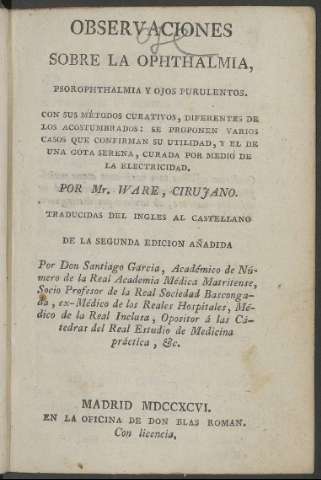 OBSERVACIONES
SOBRE LA OPHTHALMIA,
PSOROPHTHALMIA Y OJOS PURULENTOS.
CON SUS MÉTODOS CURATIVOS, DIFERENTES DE
LOS ACOSTUMBRADOS: SE PROPONEN VARIOS
CASOS QUE CONFIRMAN SU UTILIDAD, Y EL DE
UNA GOTA SERENA, CURADA POR MEDIO DE
LA ELECTRICIDAD.
POR Mr. WARE, CIRUJANO.
TRADUCIDAS DEL INGLES AL CASTELLANO
DE LA SEGUNDA EDICION AÑADIDA
Por Don Santiago Garcia, Académico de Nú-
mero de la Real Academia Médica Matritense,
Socio Profesor de la Real Sociedad Bascongа-
da, ex-Médico de los Reales Hospitales, Mé-
dico de la Real Inclusa, Opositor á las Cá-
tedras del Real Estudio de Medicina
práctica, &c.
MADRID MDCCXCVI.
EN LA OFICINA DE DON BLAS ROMAN.
Con licencia.